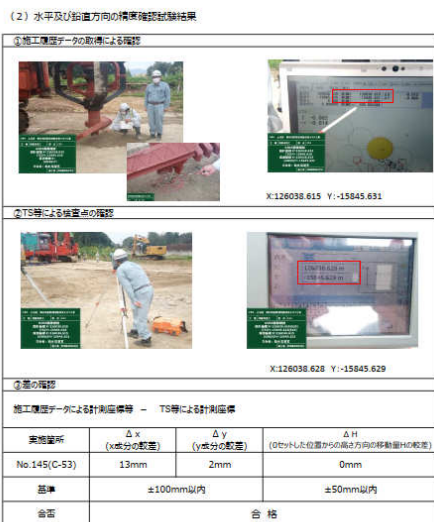 (2)水平及び鉛直方向の精度確認試験結果
①施工履歴データの取得による確認
X:126038.615 Y:-15845.631
②TS等による検査点の確認
126038.628 m
-15845.629 m
X:126038.628 Y:-15845.629
③差の確認
施工履歴データによる計測座標等 － TS等による計測座標
実施箇所
Δx
(x成分の較差)
Δy
(y成分の較差)
ΔH
(0セットした位置からの高さ方向の移動量Hの較差)
No.145(C-53)
13mm
2mm
0mm
基準
±100mm以内
±50mm以内
合否
合 格